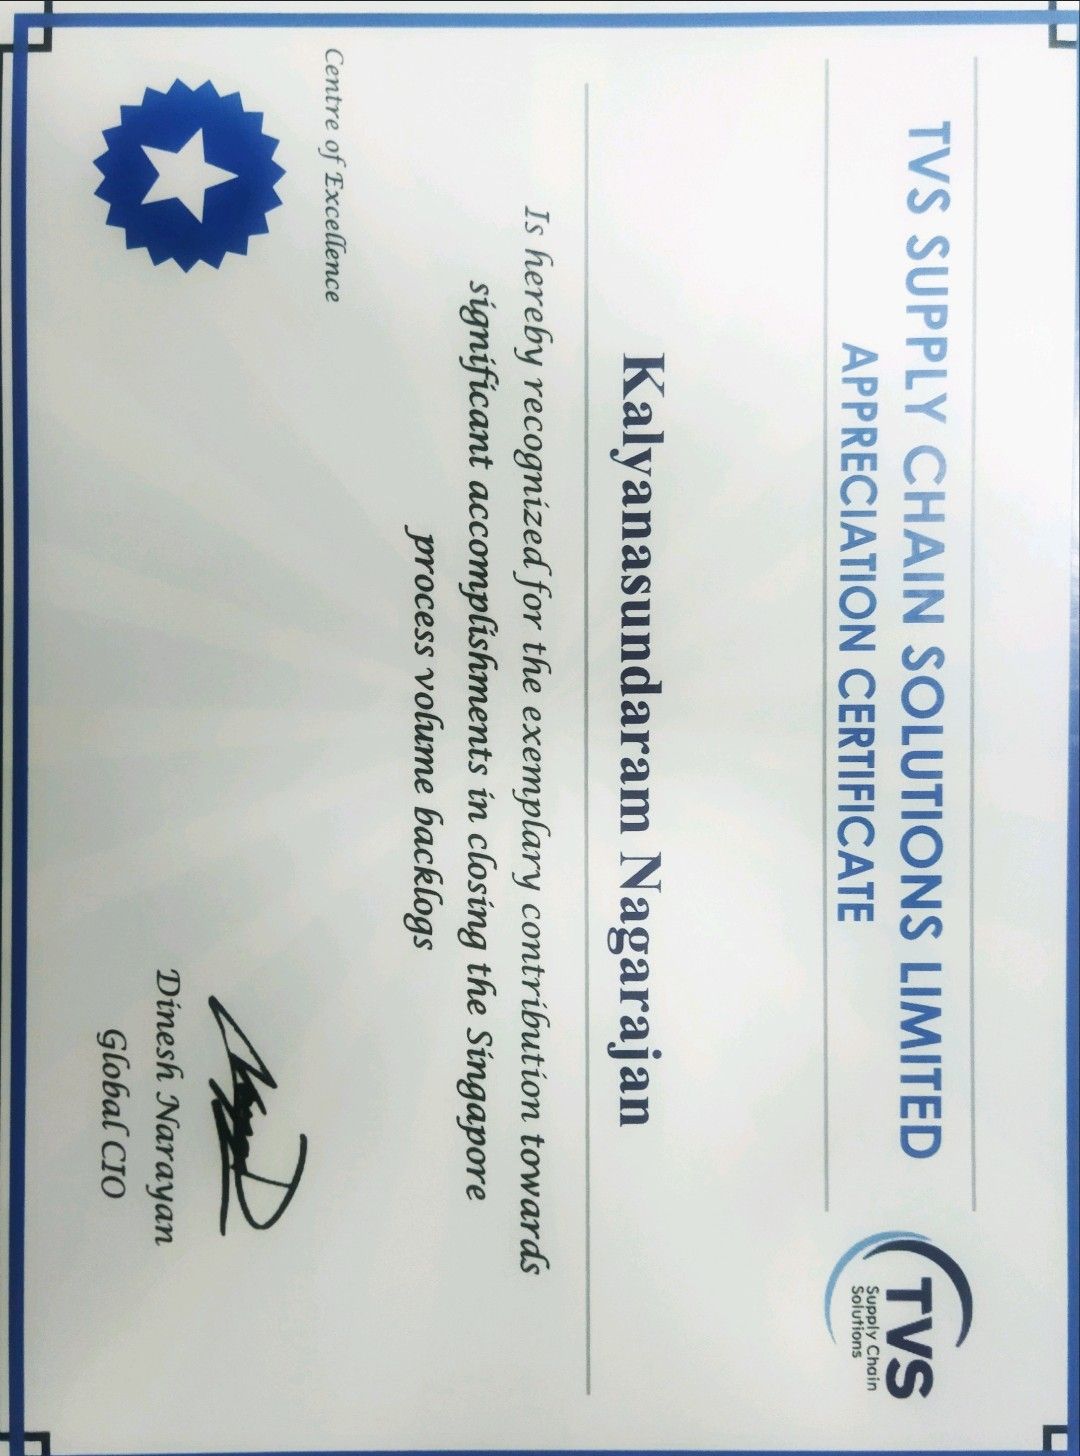 TVS SUPPLY CHAIN SOLUTIONS LIMITED
APPRECIATION CERTIFICATE
TVS
Supply Chain
Solutions
Kalyanasundaram Nagarajan
Is hereby recognized for the exemplary contribution towards
significant accomplishments in closing the Singapore
process volume backlogs
Centre of Excellence
Dinesh Narayan
Global CIO